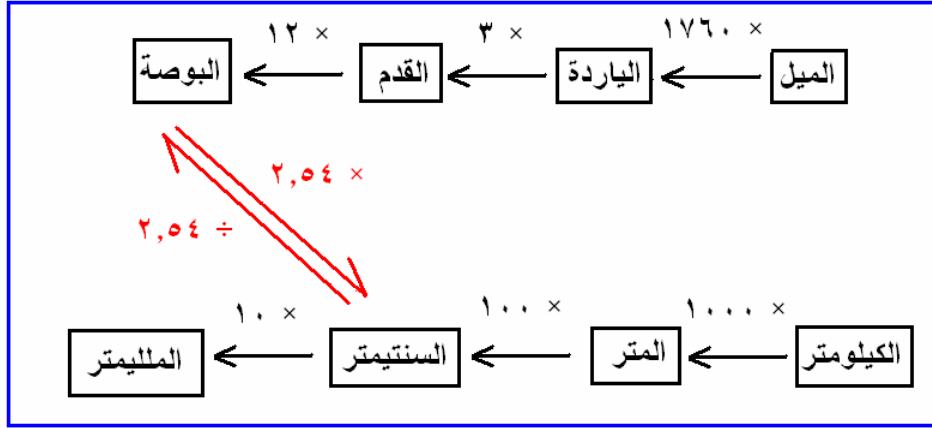 × ١٧٦٠
× ٣
× ١٢
الميل
الياردة
القدم
البوصة
× ٢,٥٤
÷ ٢,٥٤
× ١٠٠٠
× ١٠٠
× ١٠
الكيلومتر
المتر
السنتيمتر
الملليمتر